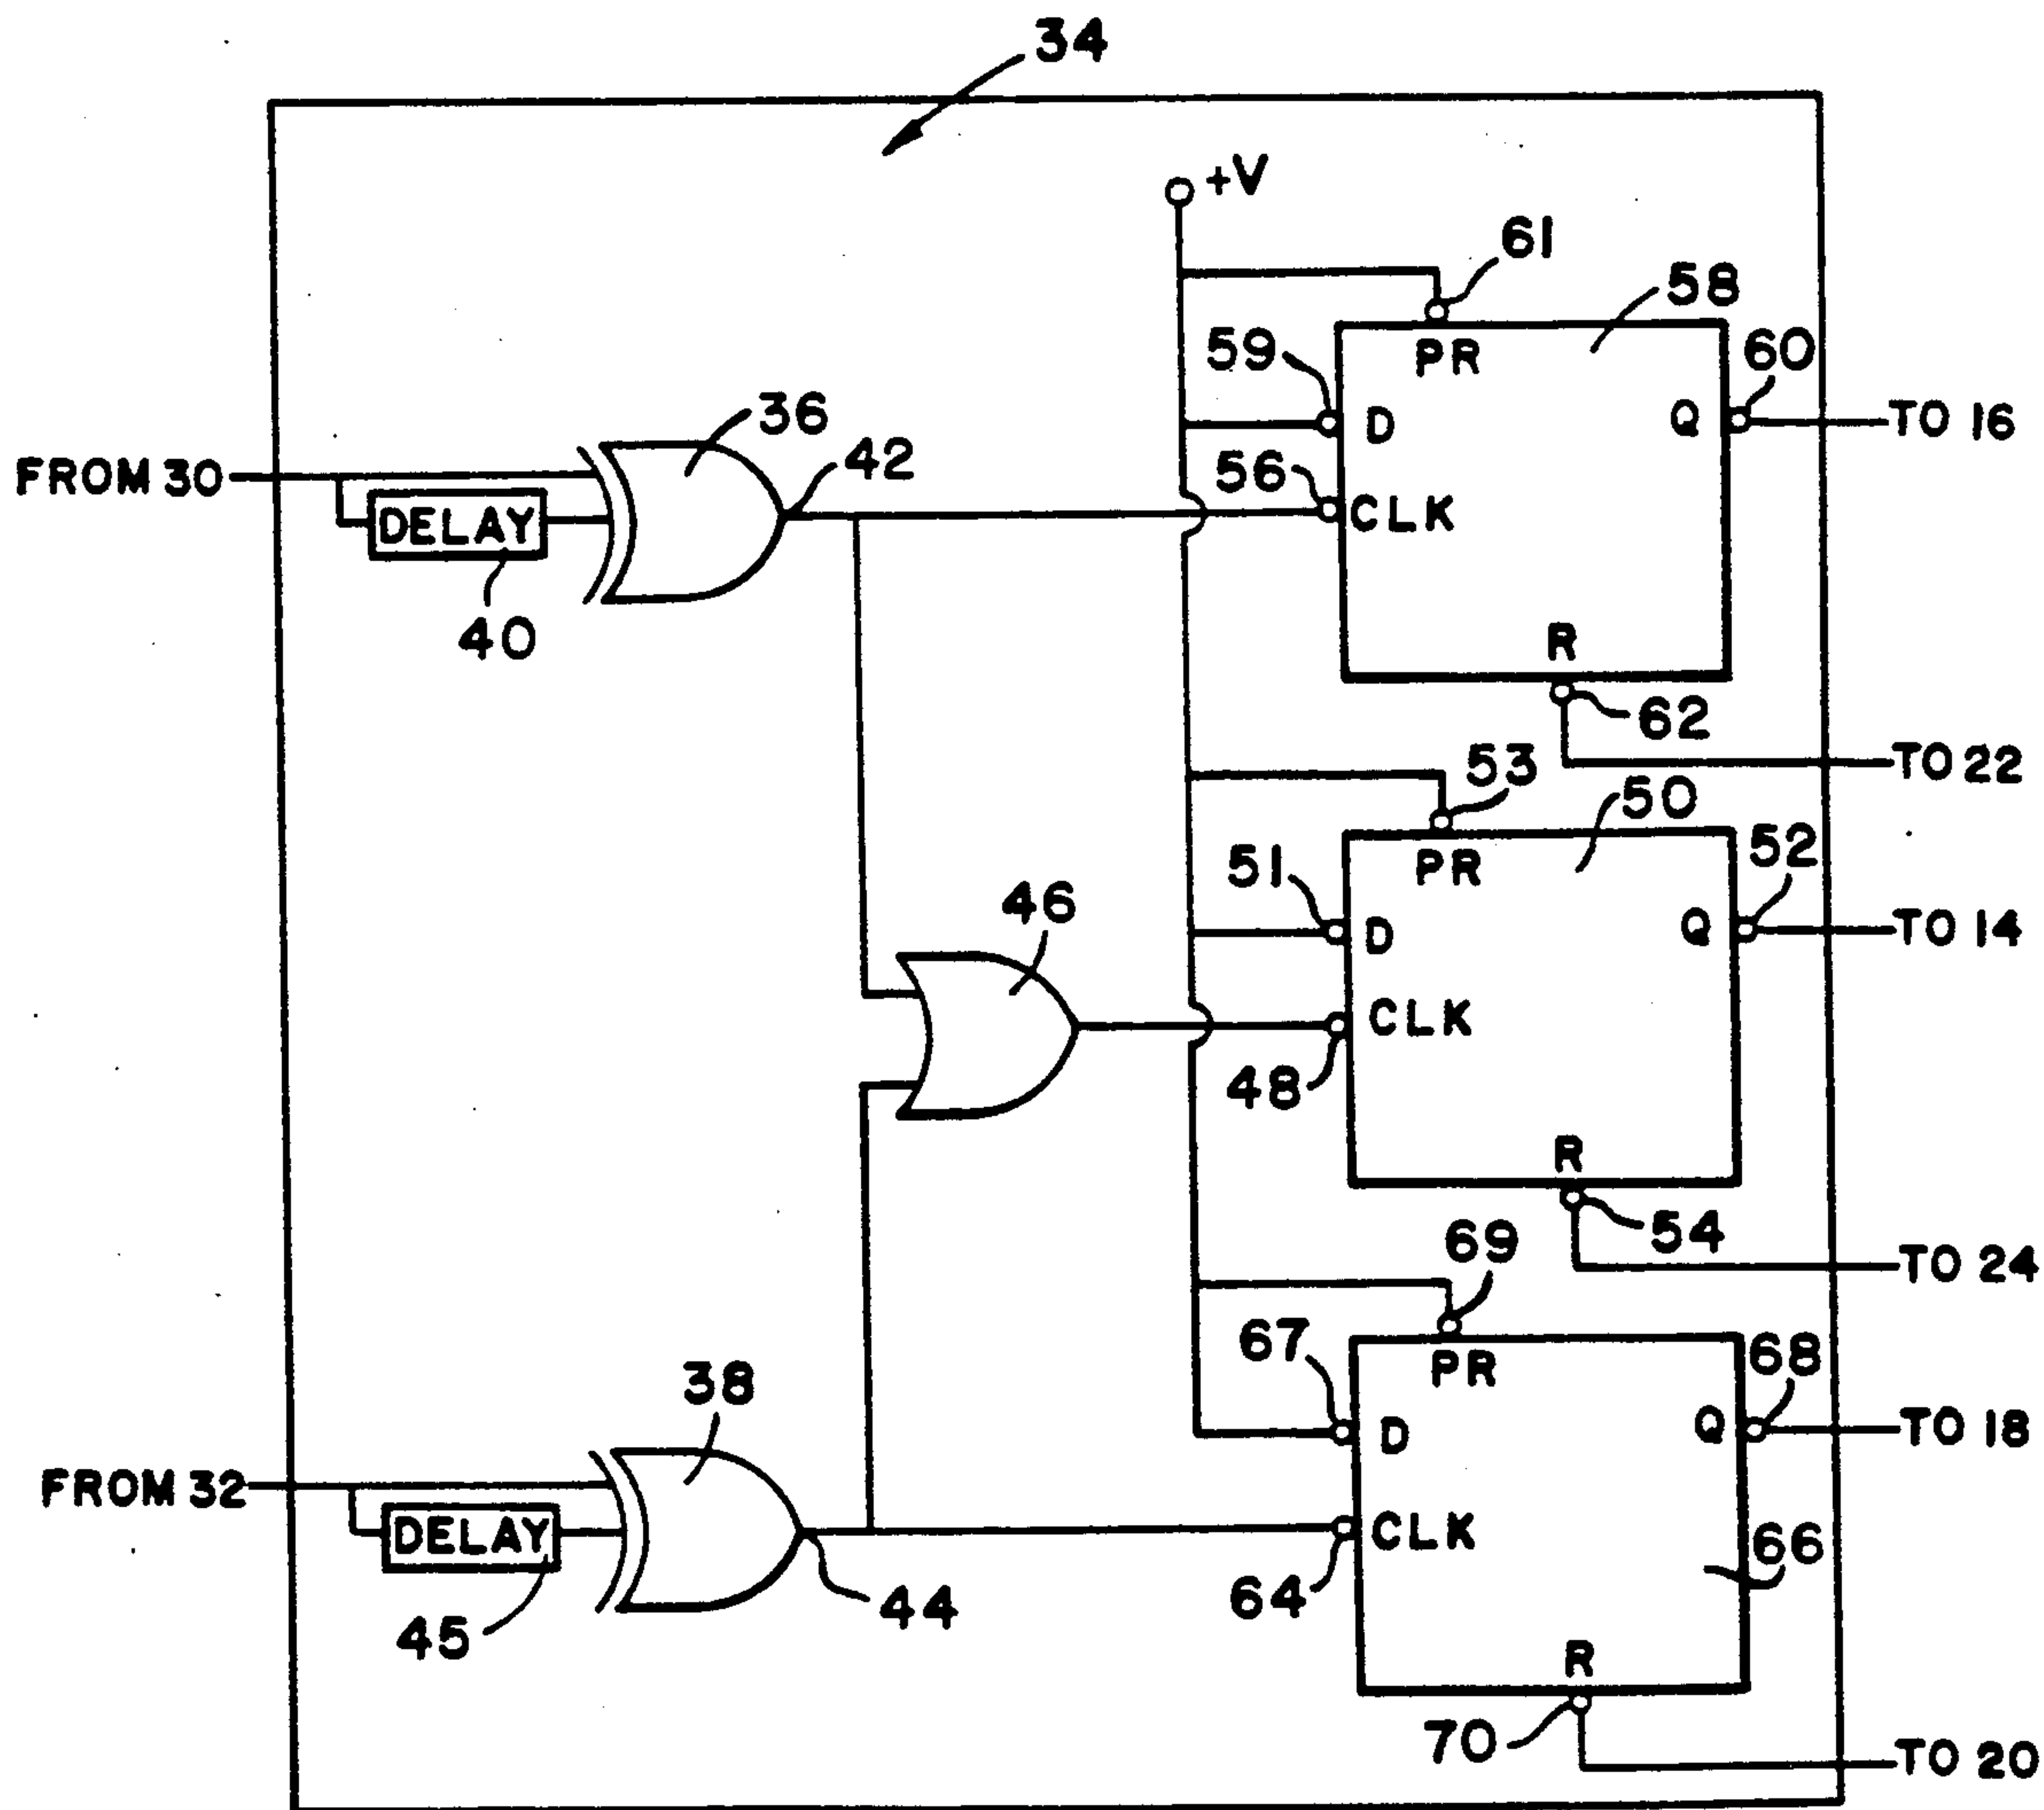 34
+V
61
58
59
PR
60
D
Q
TO 16
36
42
56
CLK
FROM 30
DELAY
40
R
62
TO 22
53
50
51
PR
52
46
D
Q
TO 14
CLK
48
R
54
TO 24
69
67
PR
68
38
D
Q
TO 18
FROM 32
DELAY
CLK
66
64
44
45
R
70
TO 20